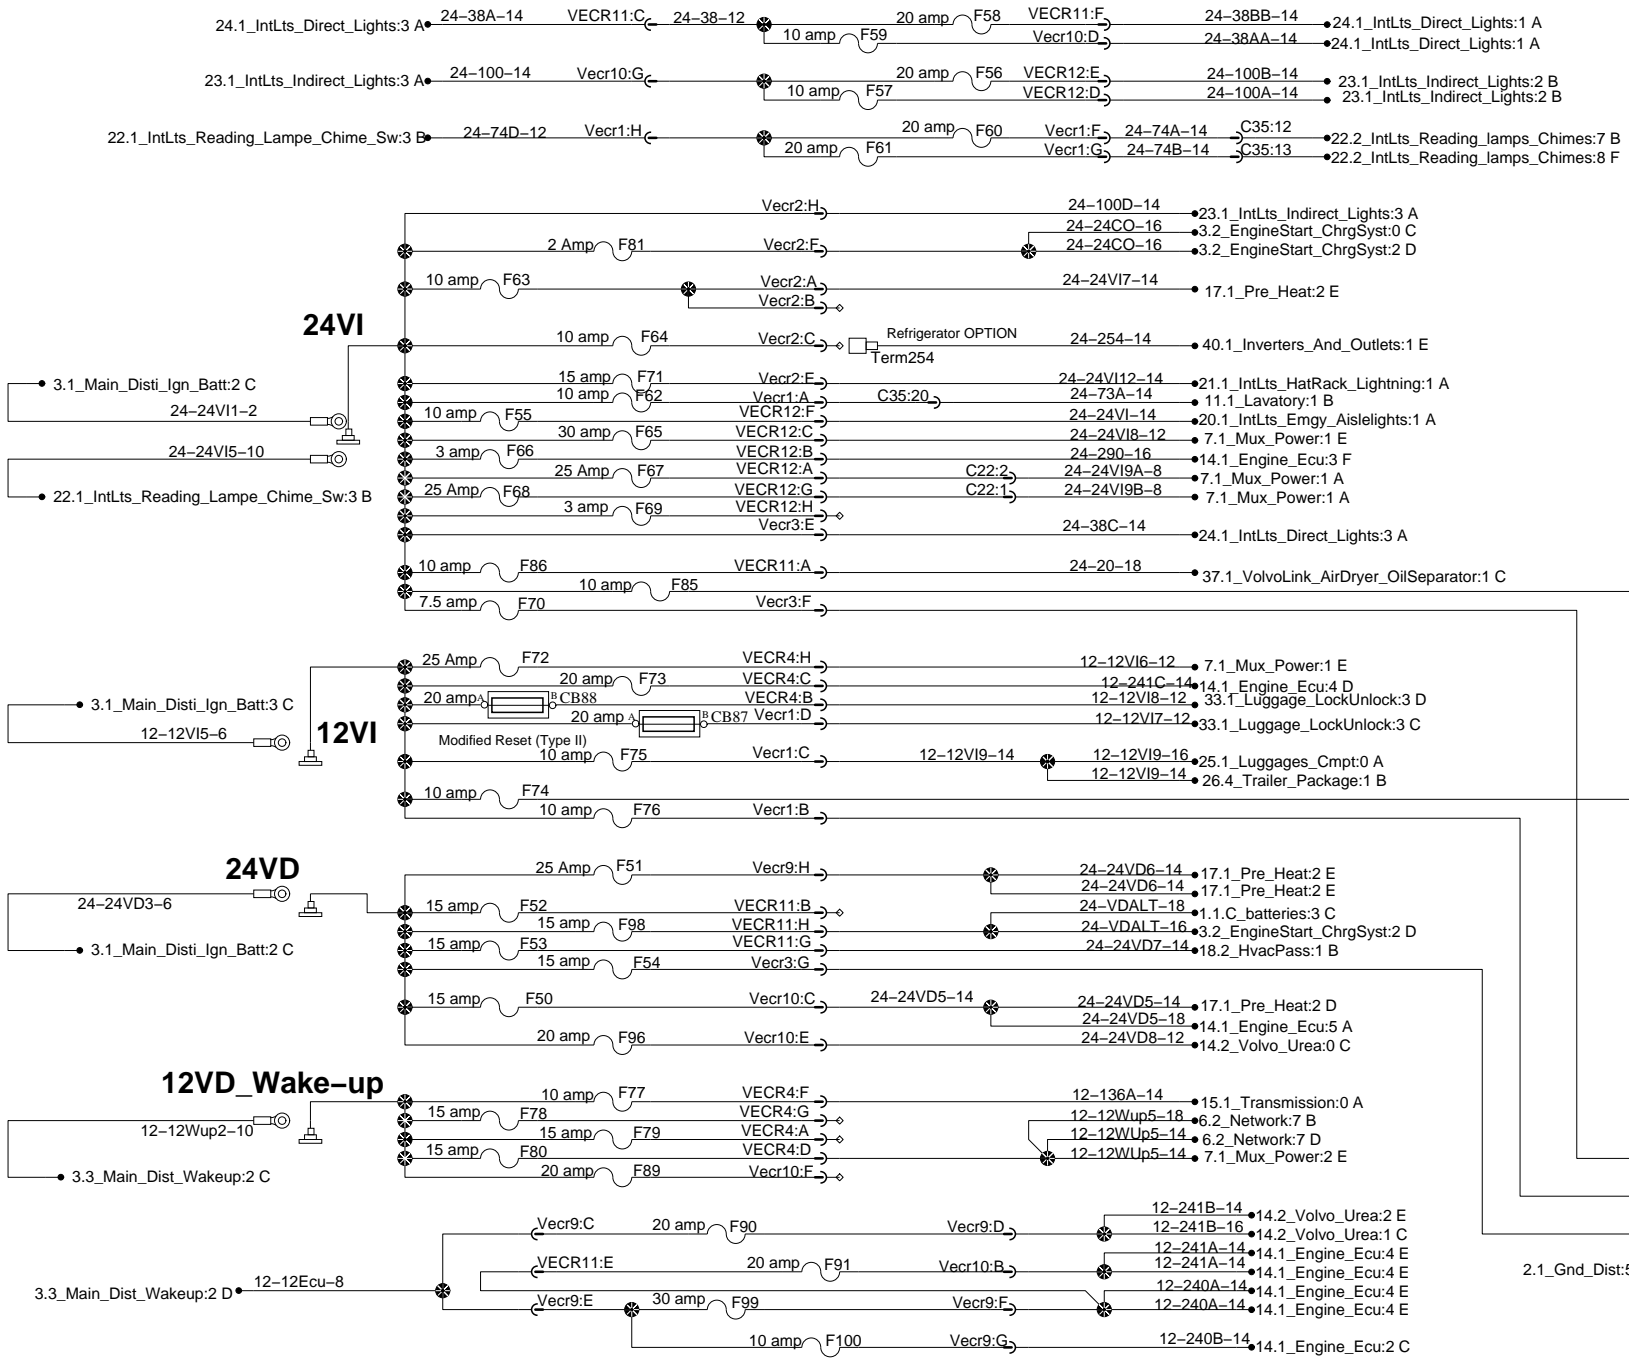 24.1_IntLts_Direct_Lights:3 A 24–38A–14 VECR11:C 24–38–12 20 amp F58 VECR11:F 24–38BB–14 24.1_IntLts_Direct_Lights:1 A
10 amp F59 Vecr10:D 24–38AA–14 24.1_IntLts_Direct_Lights:1 A
23.1_IntLts_Indirect_Lights:3 A 24–100–14 Vecr10:G 20 amp F56 VECR12:E 24–100B–14 23.1_IntLts_Indirect_Lights:2 B
10 amp F57 VECR12:D 24–100A–14 23.1_IntLts_Indirect_Lights:2 B
22.1_IntLts_Reading_Lampe_Chime_Sw:3 B 24–74D–12 Vecr1:H 20 amp F60 Vecr1:F 24–74A–14 C35:12 22.2_IntLts_Reading_lamps_Chimes:7 B
20 amp F61 Vecr1:G 24–74B–14 C35:13 22.2_IntLts_Reading_lamps_Chimes:8 F
Vecr2:H 24–100D–14 23.1_IntLts_Indirect_Lights:3 A
24–24CO–16 3.2_EngineStart_ChrgSyst:0 C
2 Amp F81 Vecr2:F 24–24CO–16 3.2_EngineStart_ChrgSyst:2 D
10 amp F63 Vecr2:A 24–24VI7–14 17.1_Pre_Heat:2 E
Vecr2:B
24VI
10 amp F64 Vecr2:C Refrigerator OPTION 24–254–14 40.1_Inverters_And_Outlets:1 E
Term254
3.1_Main_Disti_Ign_Batt:2 C 15 amp F71 Vecr2:E 24–24VI12–14 21.1_IntLts_HatRack_Lightning:1 A
10 amp F62 Vecr1:A C35:20 24–73A–14 11.1_Lavatory:1 B
24–24VI1–2 10 amp F55 VECR12:F 24–24VI–14 20.1_IntLts_Emgy_Aislelights:1 A
30 amp F65 VECR12:C 24–24VI8–12 7.1_Mux_Power:1 E
24–24VI5–10 3 amp F66 VECR12:B 24–290–16 14.1_Engine_Ecu:3 F
25 Amp F67 VECR12:A C22:2 24–24VI9A–8 7.1_Mux_Power:1 A
22.1_IntLts_Reading_Lampe_Chime_Sw:3 B 25 Amp F68 VECR12:G C22:1 24–24VI9B–8 7.1_Mux_Power:1 A
3 amp F69 VECR12:H
Vecr3:E 24–38C–14 24.1_IntLts_Direct_Lights:3 A
10 amp F86 VECR11:A 24–20–18 37.1_VolvoLink_AirDryer_OilSeparator:1 C
10 amp F85
7.5 amp F70 Vecr3:F
25 Amp F72 VECR4:H 12–12VI6–12 7.1_Mux_Power:1 E
20 amp F73 VECR4:C 12–241C–14 14.1_Engine_Ecu:4 D
3.1_Main_Disti_Ign_Batt:3 C 20 amp A B CB88 VECR4:B 12–12VI8–12 33.1_Luggage_LockUnlock:3 D
12VI 20 amp A B CB87 Vecr1:D 12–12VI7–12 33.1_Luggage_LockUnlock:3 C
12–12VI5–6 Modified Reset (Type II)
10 amp F75 Vecr1:C 12–12VI9–14 12–12VI9–16 25.1_Luggages_Cmpt:0 A
12–12VI9–14 26.4_Trailer_Package:1 B
10 amp F74
10 amp F76 Vecr1:B
24VD 25 Amp F51 Vecr9:H 24–24VD6–14 17.1_Pre_Heat:2 E
24–24VD6–14 17.1_Pre_Heat:2 E
24–24VD3–6 15 amp F52 VECR11:B 24–VDALT–18 1.1.C_batteries:3 C
15 amp F98 VECR11:H 24–VDALT–16 3.2_EngineStart_ChrgSyst:2 D
3.1_Main_Disti_Ign_Batt:2 C 15 amp F53 VECR11:G 24–24VD7–14 18.2_HvacPass:1 B
15 amp F54 Vecr3:G
15 amp F50 Vecr10:C 24–24VD5–14 24–24VD5–14 17.1_Pre_Heat:2 D
24–24VD5–18 14.1_Engine_Ecu:5 A
20 amp F96 Vecr10:E 24–24VD8–12 14.2_Volvo_Urea:0 C
12VD_Wake–up
10 amp F77 VECR4:F 12–136A–14 15.1_Transmission:0 A
12–12Wup2–10 15 amp F78 VECR4:G 12–12Wup5–18 6.2_Network:7 B
15 amp F79 VECR4:A 12–12WUp5–14 6.2_Network:7 D
15 amp F80 VECR4:D 12–12WUp5–14 7.1_Mux_Power:2 E
3.3_Main_Dist_Wakeup:2 C 20 amp F89 Vecr10:F
12–241B–14 14.2_Volvo_Urea:2 E
Vecr9:C 20 amp F90 Vecr9:D 12–241B–16 14.2_Volvo_Urea:1 C
12–241A–14 14.1_Engine_Ecu:4 E
VECR11:E 20 amp F91 Vecr10:B 12–241A–14 14.1_Engine_Ecu:4 E 2.1_Gnd_Dist:5
3.3_Main_Dist_Wakeup:2 D 12–12Ecu–8 12–240A–14 14.1_Engine_Ecu:4 E
Vecr9:E 30 amp F99 Vecr9:F 12–240A–14 14.1_Engine_Ecu:4 E
10 amp F100 Vecr9:G 12–240B–14 14.1_Engine_Ecu:2 C